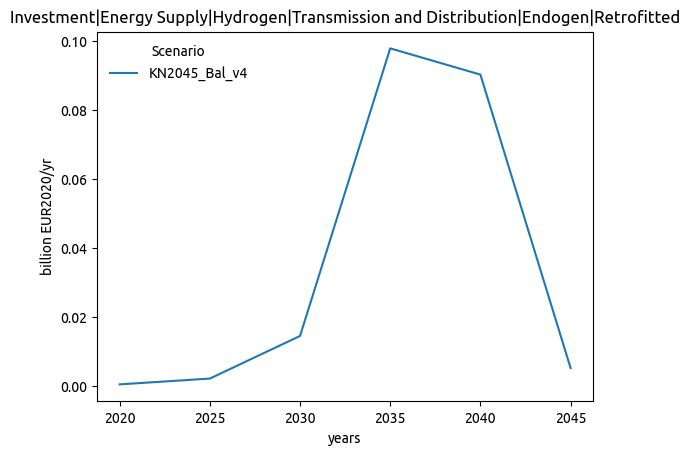 Investment|Energy Supply|Hydrogen|Transmission and Distribution|Endogen|Retrofitted
Scenario
KN2045_Bal_v4
billion EUR2020/yr
0.10
0.08
0.06
0.04
0.02
0.00
2020 2025 2030 2035 2040 2045
years